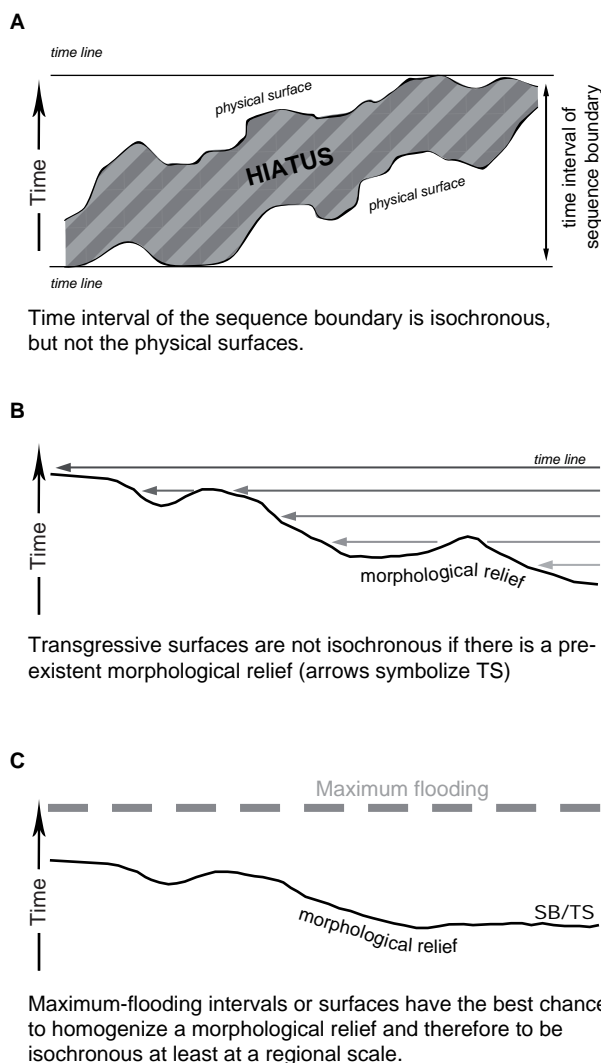 A
time line
physical surface
HIATUS
physical surface
Time
time interval of
sequence boundary
time line
Time interval of the sequence boundary is isochronous,
but not the physical surfaces.
B
time line
Time
morphological relief
Transgressive surfaces are not isochronous if there is a pre-
existent morphological relief (arrows symbolize TS)
C
Maximum flooding
Time
SB/TS
morphological relief
Maximum-flooding intervals or surfaces have the best chance
to homogenize a morphological relief and therefore to be
isochronous at least at a regional scale.